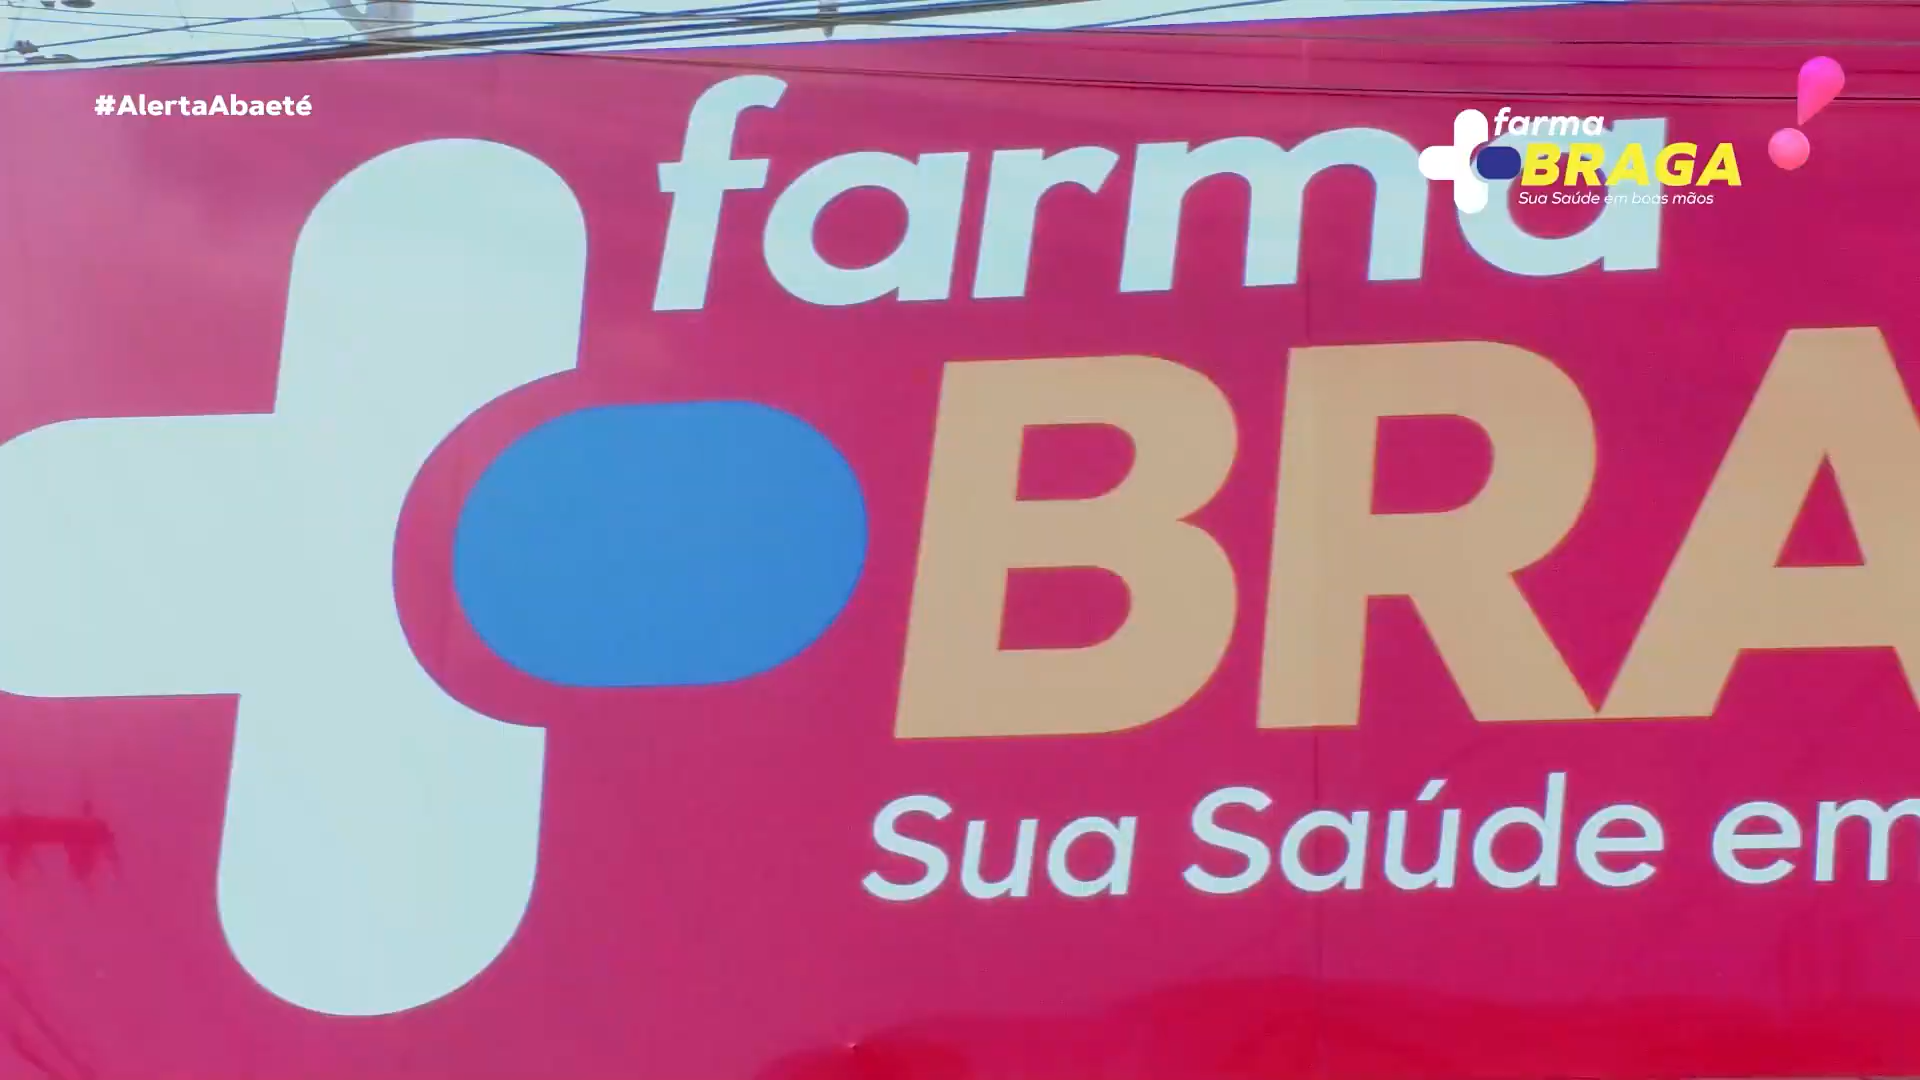 #AlertaAbaeté
farma
BRAGA
Sua Saúde em boas mãos
farma
BRA
Sua Saúde em